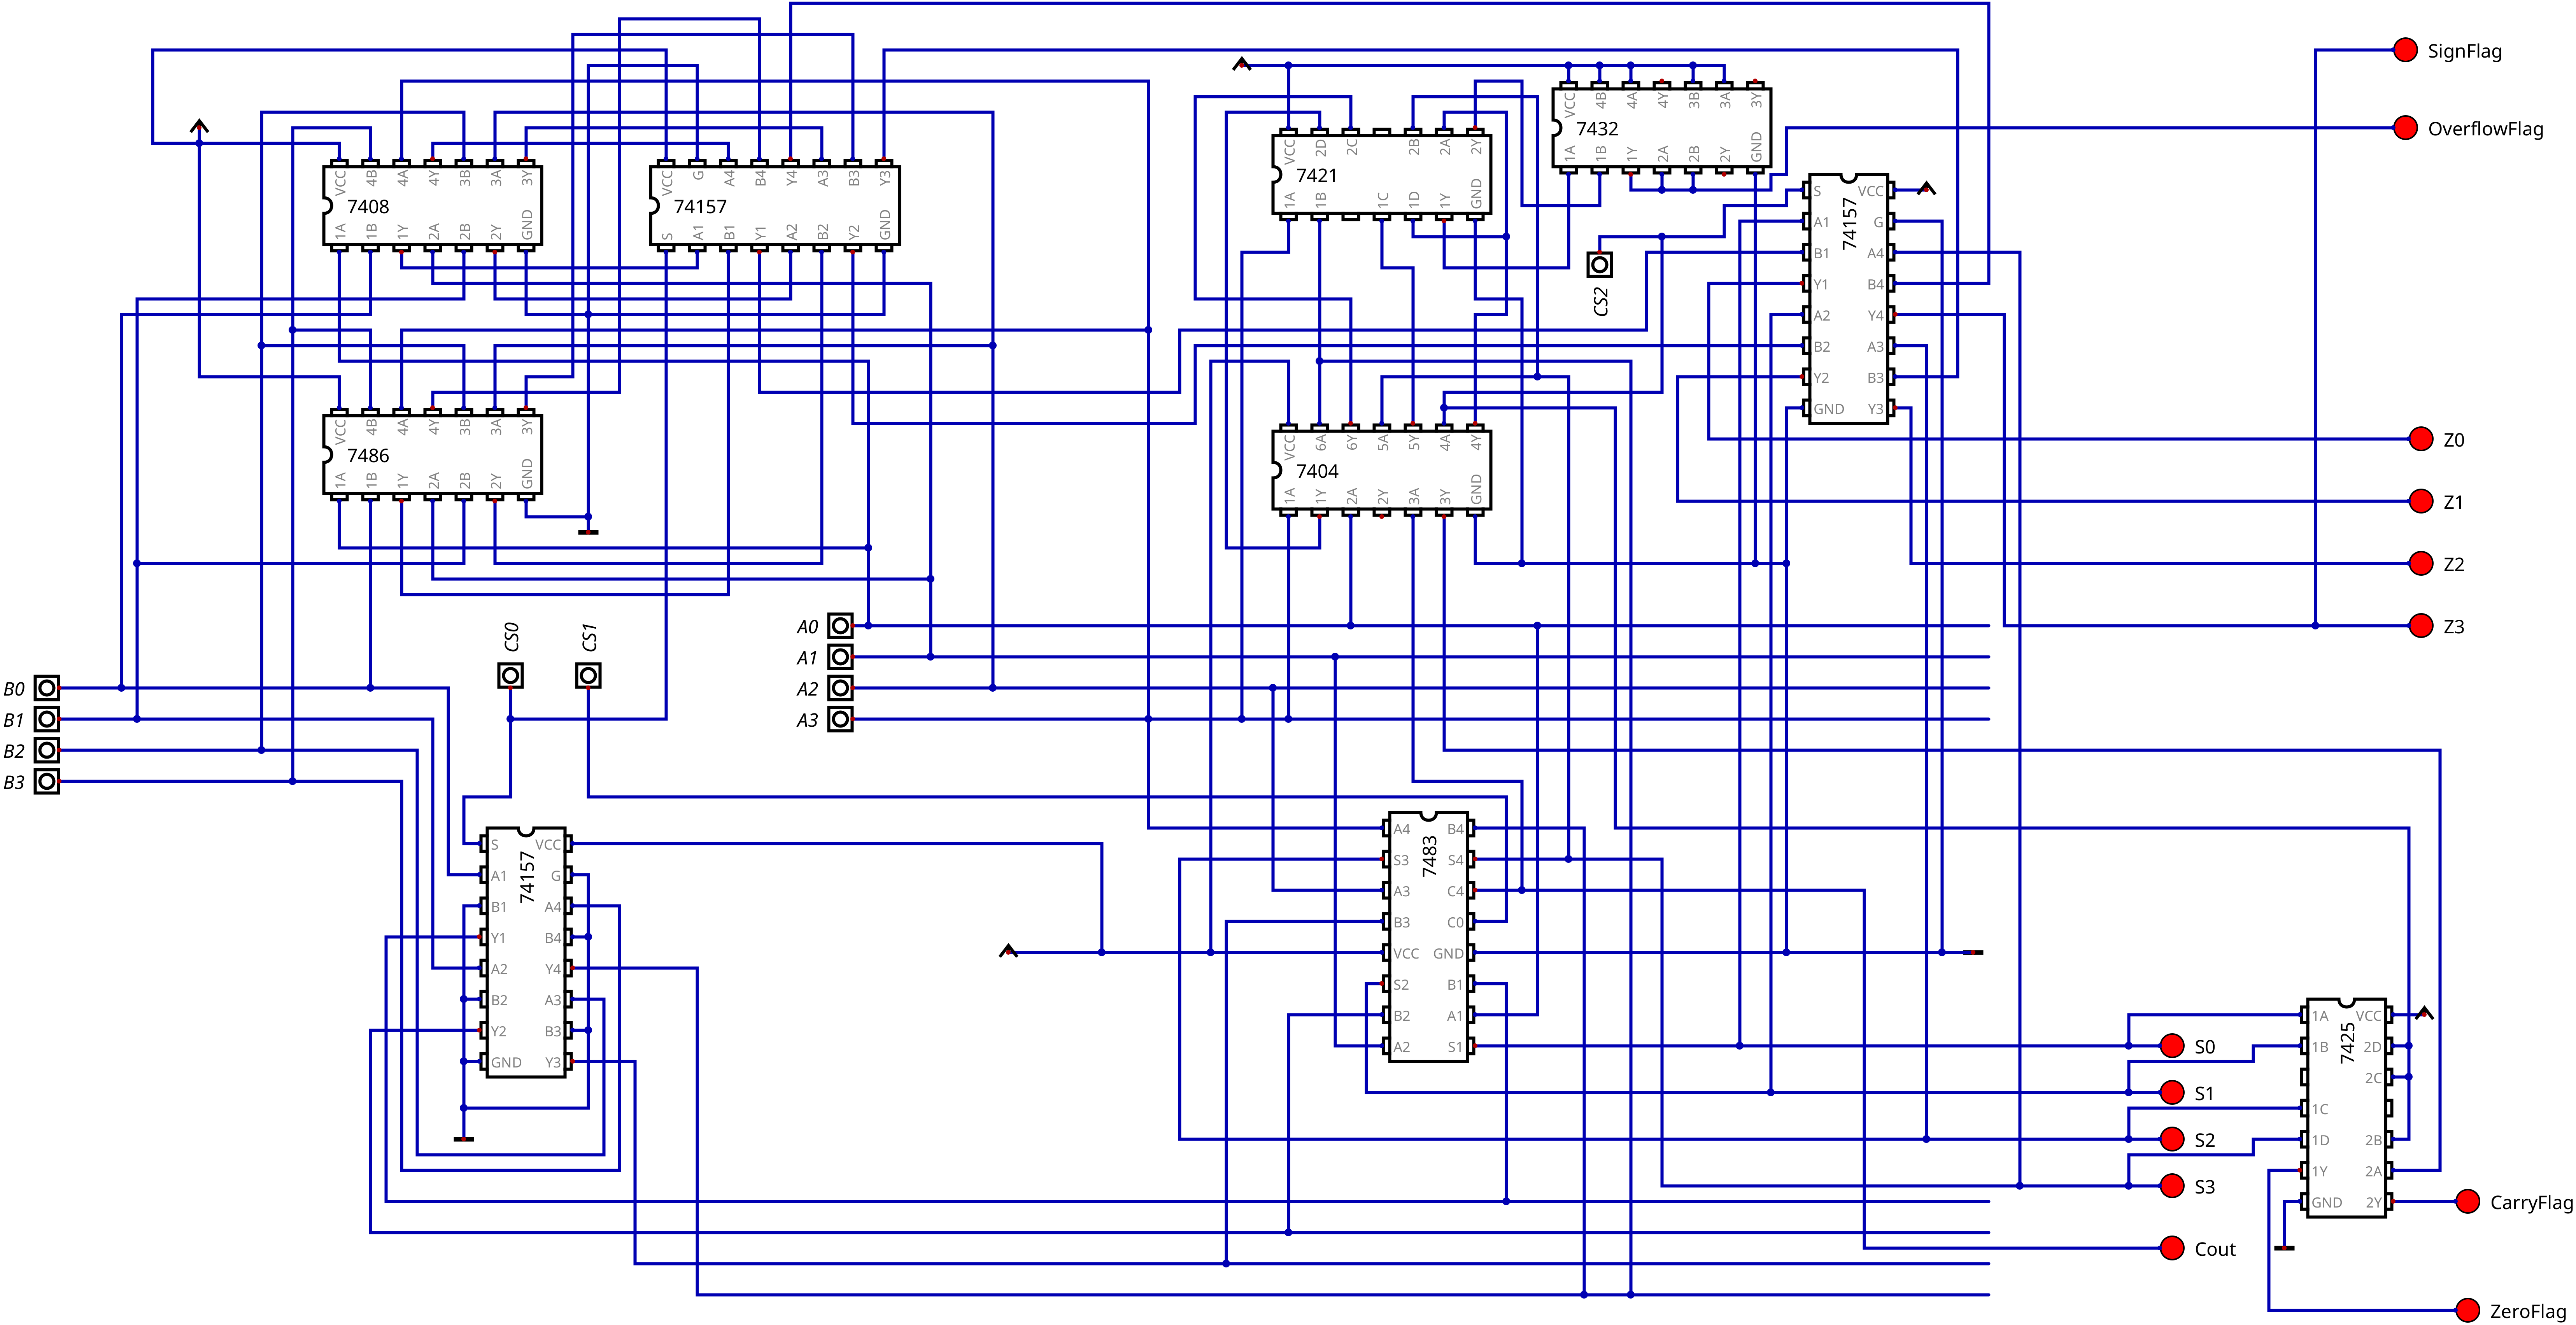 SignFlag
OverflowFlag
VCC 4B 4A 4Y 3B 3A 3Y
7408
1A 1B 1Y 2A 2B 2Y GND
VCC G A4 B4 Y4 A3 B3 Y3
74157
S A1 B1 Y1 A2 B2 Y2 GND
VCC 2D 2C 2B 2A 2Y
7421
1A 1B 1C 1D 1Y GND
VCC 4B 4A 4Y 3B 3A 3Y
7432
1A 1B 1Y 2A 2B 2Y GND
CS2
74157
S VCC
A1 G
B1 A4
Y1 B4
A2 Y4
B2 A3
Y2 B3
GND Y3
VCC 4B 4A 4Y 3B 3A 3Y
7486
1A 1B 1Y 2A 2B 2Y GND
VCC 6A 6Y 5A 5Y 4A 4Y
7404
1A 1Y 2A 2Y 3A 3Y GND
Z0
Z1
Z2
Z3
CS0
CS1
A0
A1
A2
A3
B0
B1
B2
B3
74157
S VCC
A1 G
B1 A4
Y1 B4
A2 Y4
B2 A3
Y2 B3
GND Y3
7483
A4 B4
S3 S4
A3 C4
B3 C0
VCC GND
S2 B1
B2 A1
A2 S1
S0
S1
S2
S3
Cout
7425
1A VCC
1B 2D
2C
1C
1D 2B
1Y 2A
GND 2Y
CarryFlag
ZeroFlag